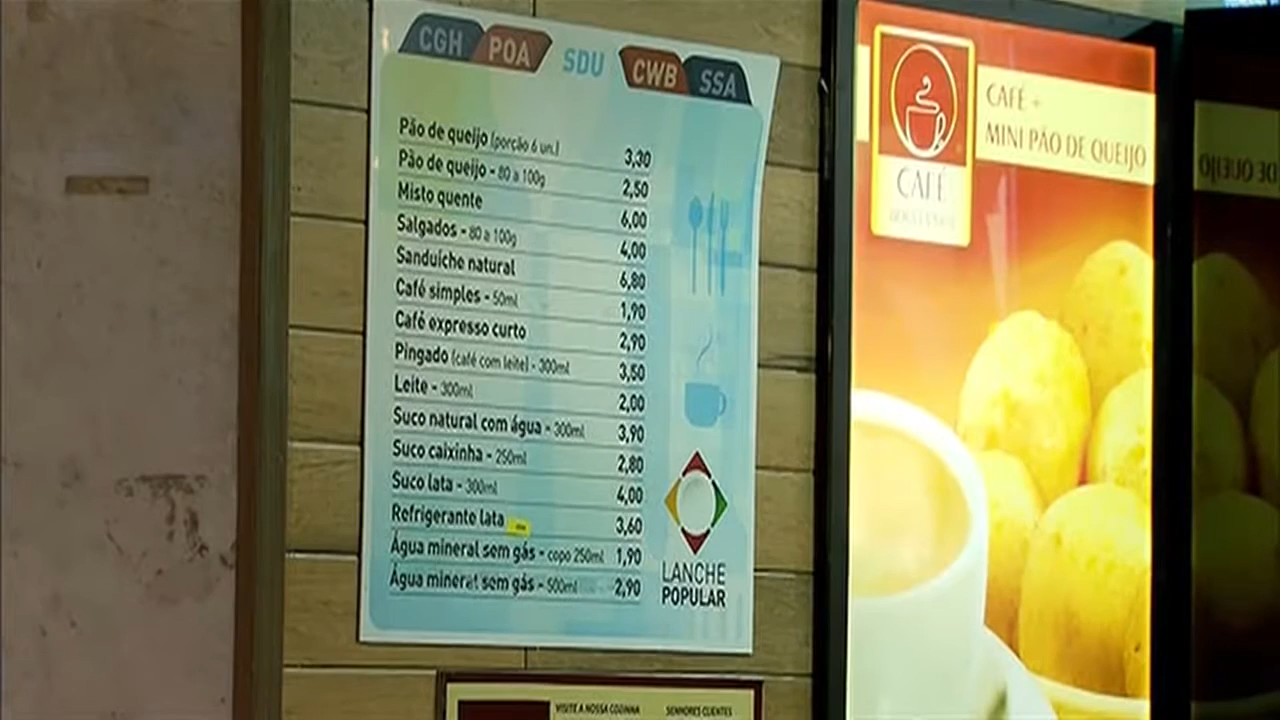 CGH POA SDU CWB SSA
Pão de queijo (porção 6 un.) 3,30
Pão de queijo - 80 a 100g 2,50
Misto quente 6,00
Salgados - 80 a 100g 4,00
Sanduíche natural 6,80
Café simples - 50ml 1,90
Café expresso curto 2,90
Pingado (café com leite) - 300ml 3,50
Leite - 300ml 2,00
Suco natural com água - 300ml 3,90
Suco caixinha - 250ml 2,80
Suco lata - 300ml 4,00
Refrigerante lata 3,60
Água mineral sem gás - copo 250ml 1,90
Água mineral sem gás - 500ml 2,90
LANCHE
POPULAR
VISITE A NOSSA COZINHA
SENHORES CLIENTES
CAFÉ
CAFÉ +
MINI PÃO DE QUEIJO
DE QUEIJO